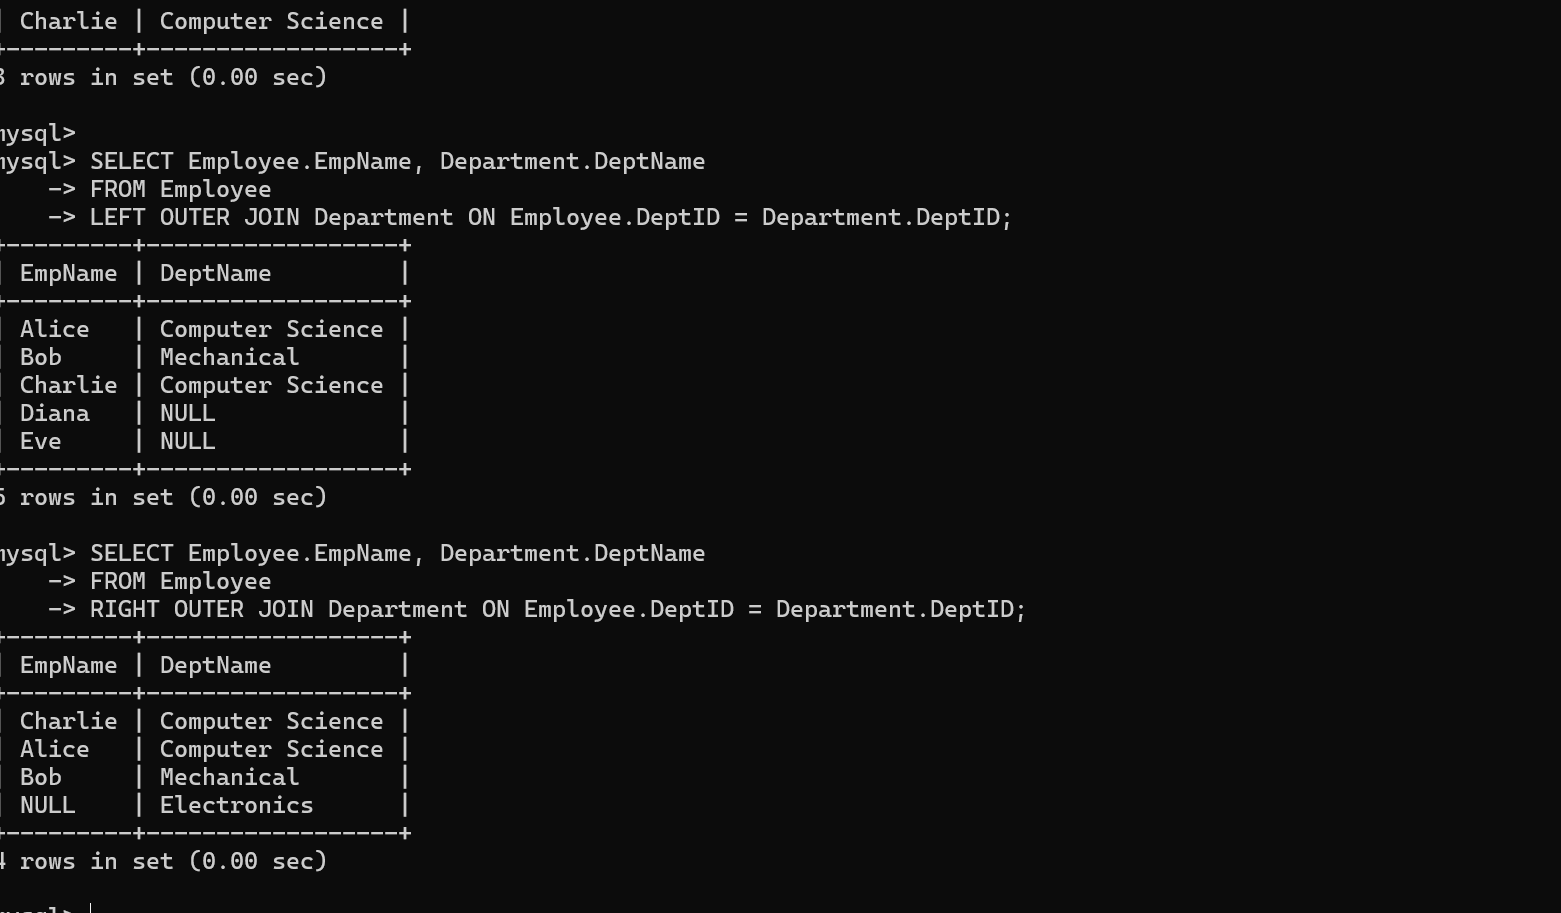 | Charlie | Computer Science |
+---------+------------------+
3 rows in set (0.00 sec)
mysql>
mysql> SELECT Employee.EmpName, Department.DeptName
    -> FROM Employee
    -> LEFT OUTER JOIN Department ON Employee.DeptID = Department.DeptID;
+---------+------------------+
| EmpName | DeptName         |
+---------+------------------+
| Alice   | Computer Science |
| Bob     | Mechanical       |
| Charlie | Computer Science |
| Diana   | NULL             |
| Eve     | NULL             |
+---------+------------------+
5 rows in set (0.00 sec)
mysql> SELECT Employee.EmpName, Department.DeptName
    -> FROM Employee
    -> RIGHT OUTER JOIN Department ON Employee.DeptID = Department.DeptID;
+---------+------------------+
| EmpName | DeptName         |
+---------+------------------+
| Charlie | Computer Science |
| Alice   | Computer Science |
| Bob     | Mechanical       |
| NULL    | Electronics      |
+---------+------------------+
4 rows in set (0.00 sec)
mysql>